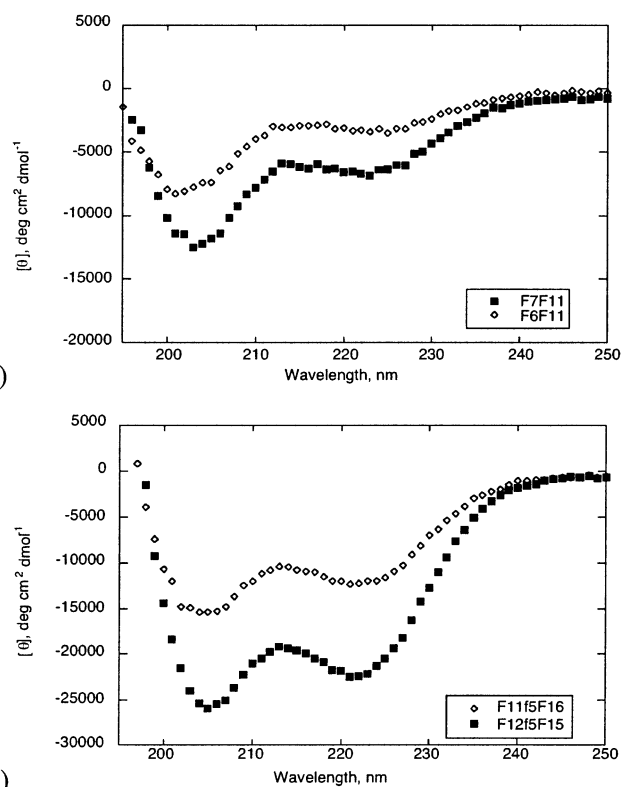 5000
0
-5000
-10000
-15000
-20000
[θ], deg cm² dmol⁻¹
F7F11
F6F11
200 210 220 230 240 250
Wavelength, nm
)
5000
0
-5000
-10000
-15000
-20000
-25000
-30000
[θ], deg cm² dmol¹
F11f5F16
F12f5F15
200 210 220 230 240 250
Wavelength, nm
)